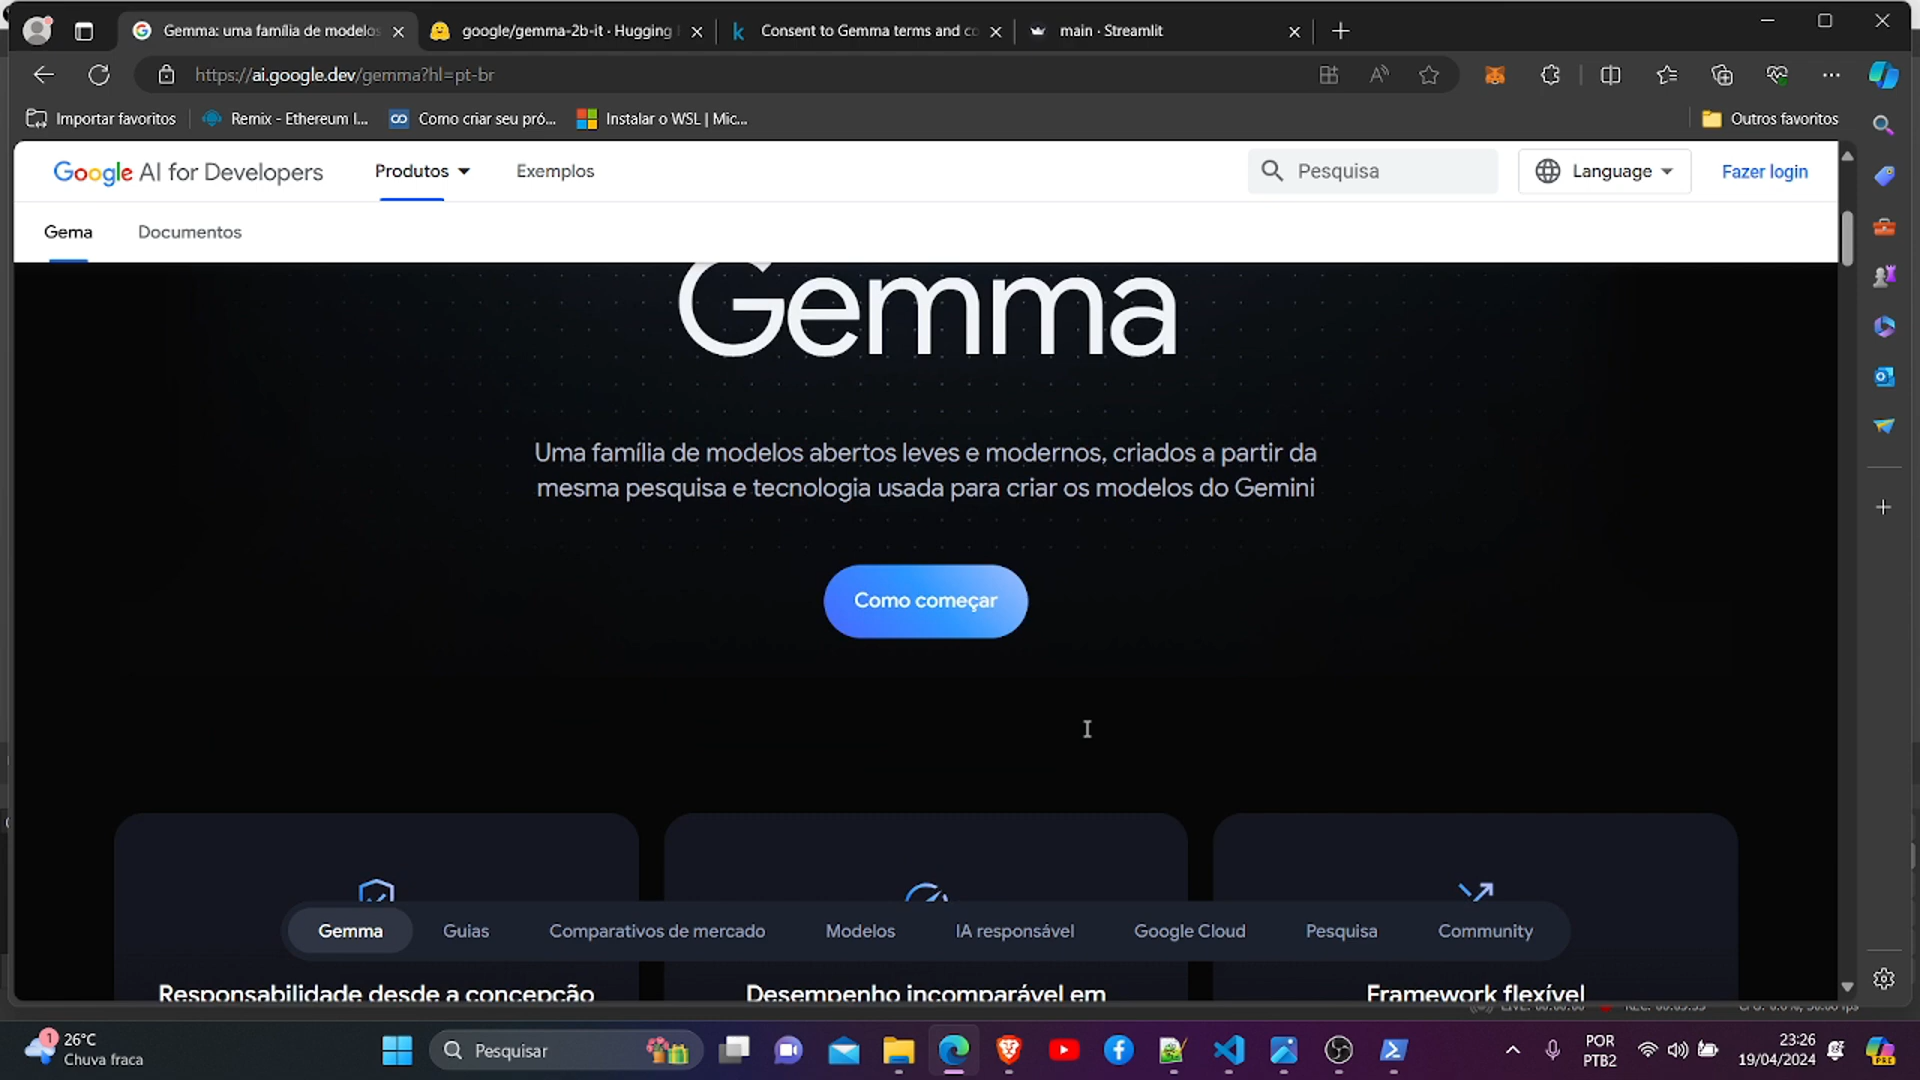 Gemma: uma família de modelos
google/gemma-2b-it · Hugging
Consent to Gemma terms and co
main · Streamlit
https://ai.google.dev/gemma?hl=pt-br
Importar favoritos
Remix - Ethereum I...
Como criar seu pró...
Instalar o WSL | Mic...
Outros favoritos
Google AI for Developers
Produtos
Exemplos
Pesquisa
Language
Fazer login
Gema
Documentos
Gemma
Uma família de modelos abertos leves e modernos, criados a partir da
mesma pesquisa e tecnologia usada para criar os modelos do Gemini
Como começar
Gemma
Guias
Comparativos de mercado
Modelos
IA responsável
Google Cloud
Pesquisa
Community
Responsabilidade desde a concepção
Desempenho incomparável em
Framework flexível
1
26°C
Chuva fraca
Pesquisar
POR
PTB2
23:26
19/04/2024